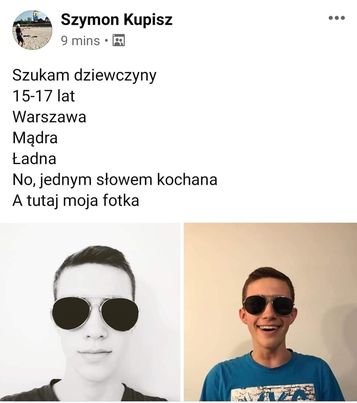 Szymon Kupisz
9 mins •
Szukam dziewczyny
15-17 lat
Warszawa
Mądra
Ładna
No, jednym słowem kochana
A tutaj moja fotka